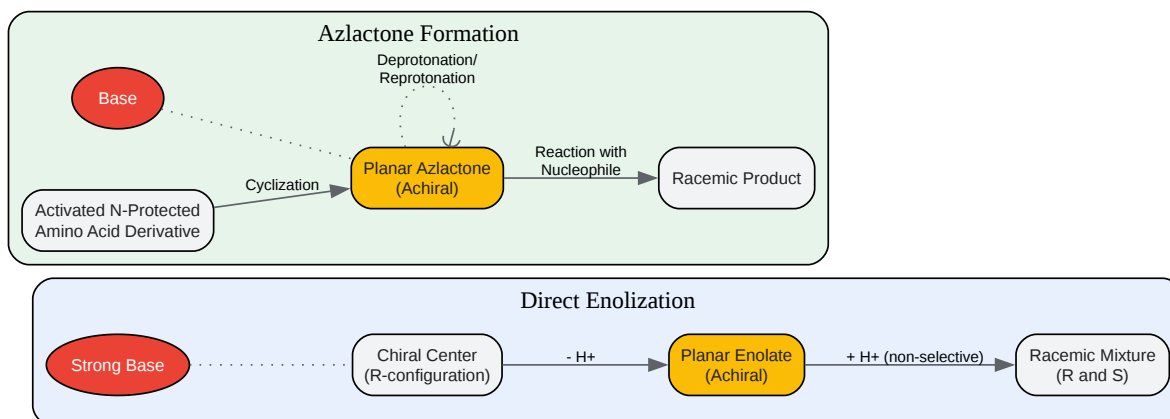 Azlactone Formation
Deprotonation/
Reprotonation
Base
Planar Azlactone
(Achiral)
Reaction with
Nucleophile
Racemic Product
Cyclization
Activated N-Protected
Amino Acid Derivative
Direct Enolization
Strong Base
Chiral Center
(R-configuration)
- H+
Planar Enolate
(Achiral)
+ H+ (non-selective)
Racemic Mixture
(R and S)